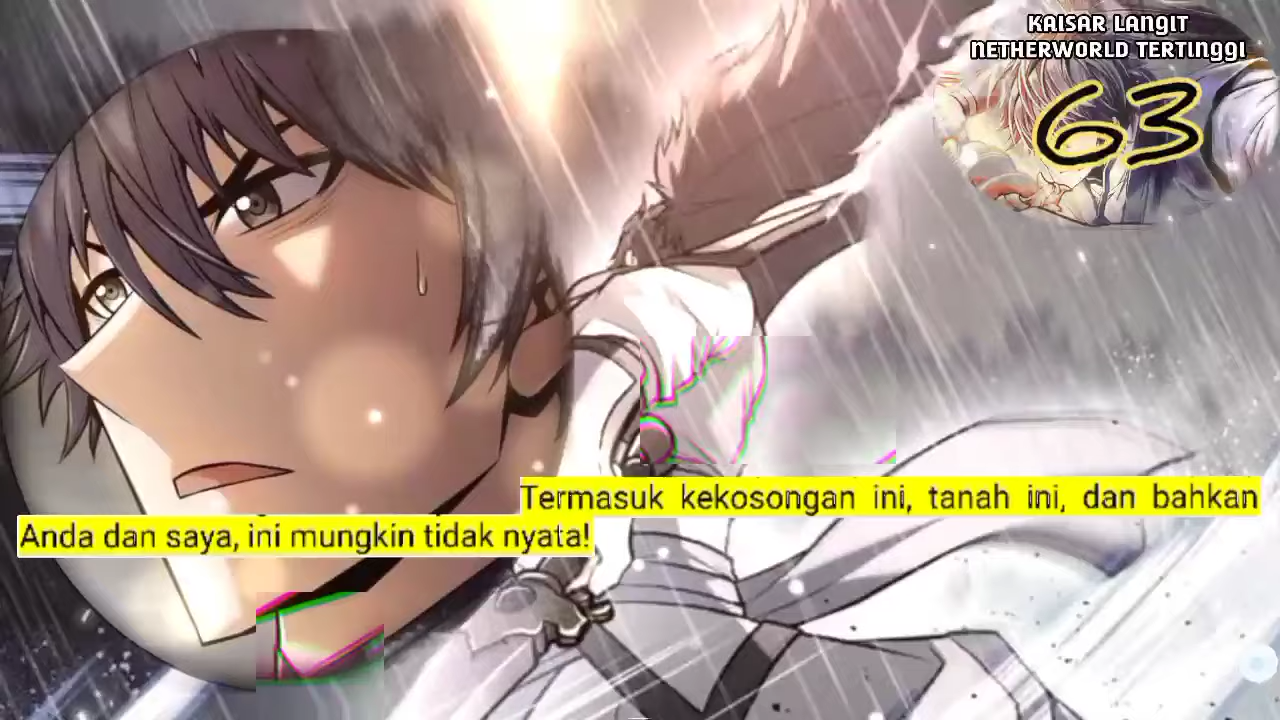 KAISAR LANGIT
NETHERWORLD TERTINGGI
63
Termasuk kekosongan ini, tanah ini, dan bahkan
Anda dan saya, ini mungkin tidak nyata!